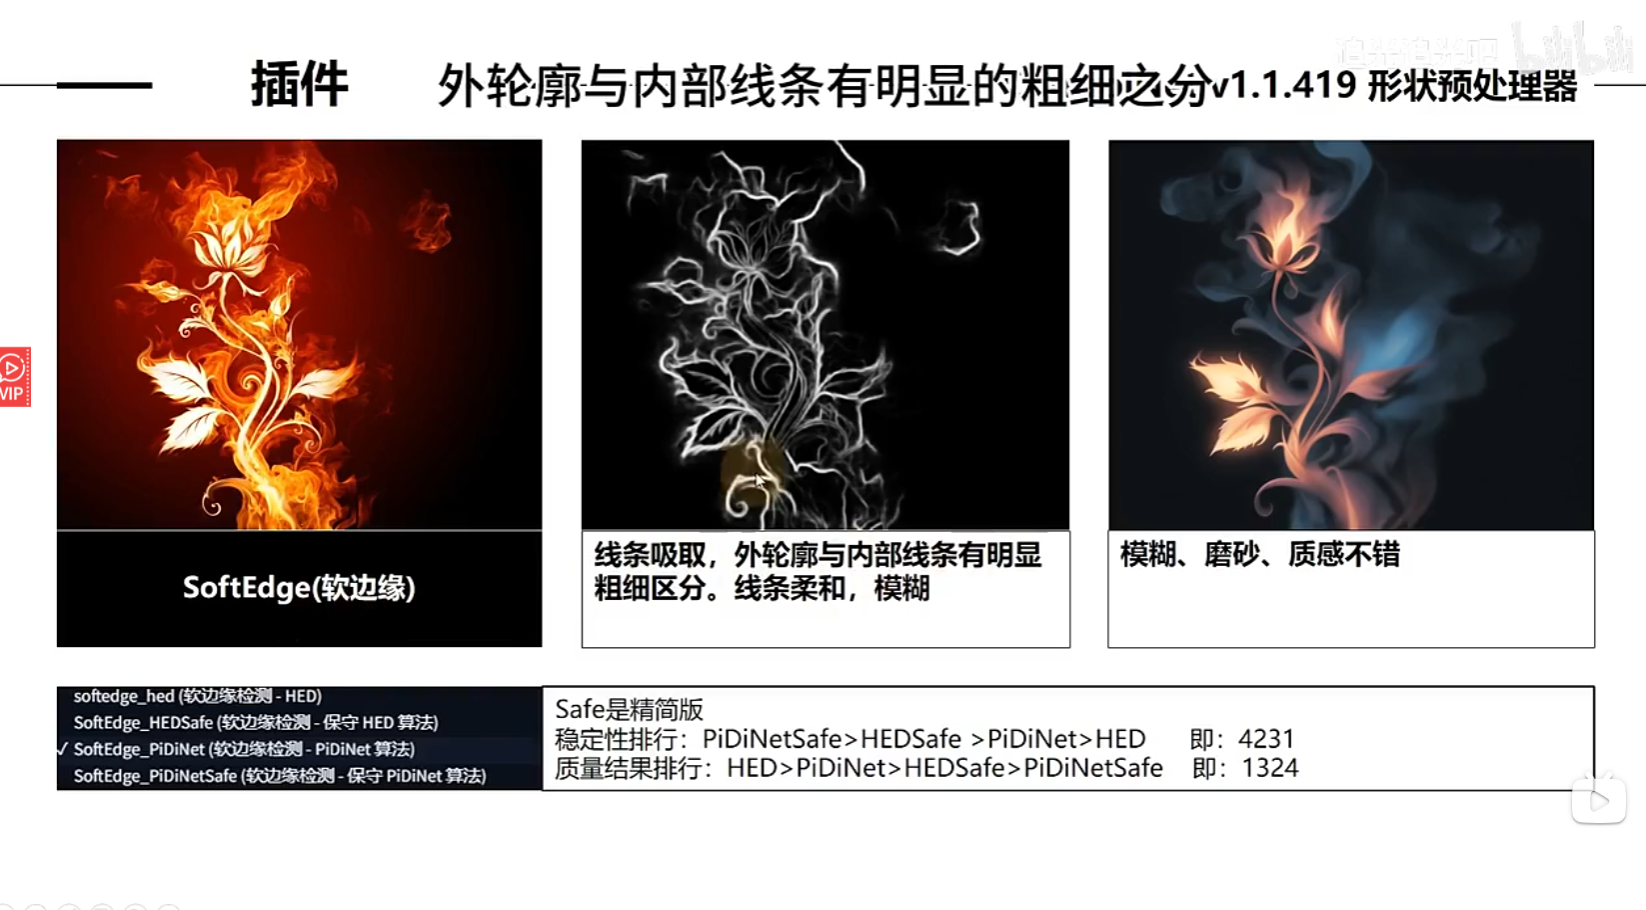 追光追光吧 bilibili
插件 外轮廓与内部线条有明显的粗细之分v1.1.419 形状预处理器
VIP
SoftEdge(软边缘)
线条吸取，外轮廓与内部线条有明显
粗细区分。线条柔和，模糊
模糊、磨砂、质感不错
softedge_hed (软边缘检测 - HED)
SoftEdge_HEDSafe (软边缘检测 - 保守 HED 算法)
✓ SoftEdge_PiDiNet (软边缘检测 - PiDiNet 算法)
SoftEdge_PiDiNetSafe (软边缘检测 - 保守 PiDiNet 算法)
Safe是精简版
稳定性排行：PiDiNetSafe>HEDSafe >PiDiNet>HED 即：4231
质量结果排行：HED>PiDiNet>HEDSafe>PiDiNetSafe 即：1324